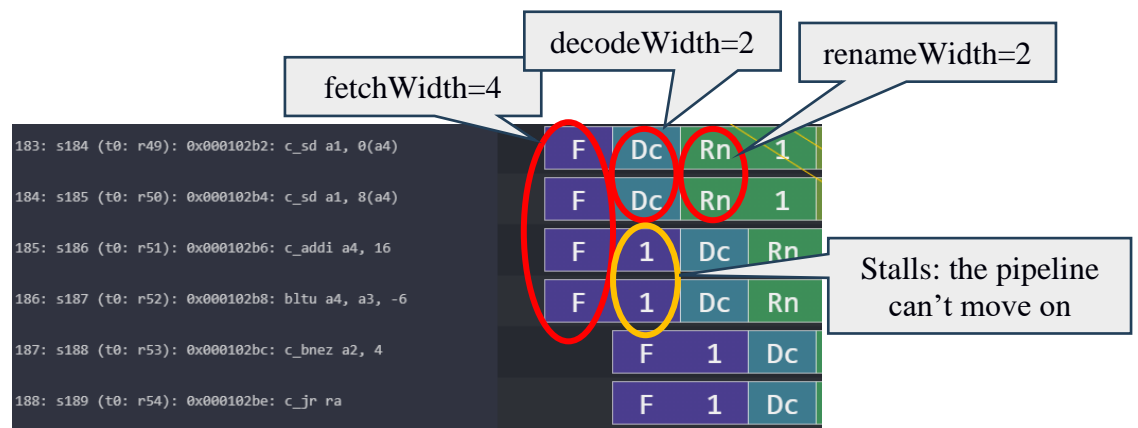 decodeWidth=2
renameWidth=2
fetchWidth=4
183: s184 (t0: r49): 0x000102b2: c_sd a1, 0(a4) F Dc Rn 1
184: s185 (t0: r50): 0x000102b4: c_sd a1, 8(a4) F Dc Rn 1
185: s186 (t0: r51): 0x000102b6: c_addi a4, 16 F 1 Dc Rn
Stalls: the pipeline
can't move on
186: s187 (t0: r52): 0x000102b8: bltu a4, a3, -6 F 1 Dc Rn
187: s188 (t0: r53): 0x000102bc: c_bnez a2, 4 F 1 Dc
188: s189 (t0: r54): 0x000102be: c_jr ra F 1 Dc